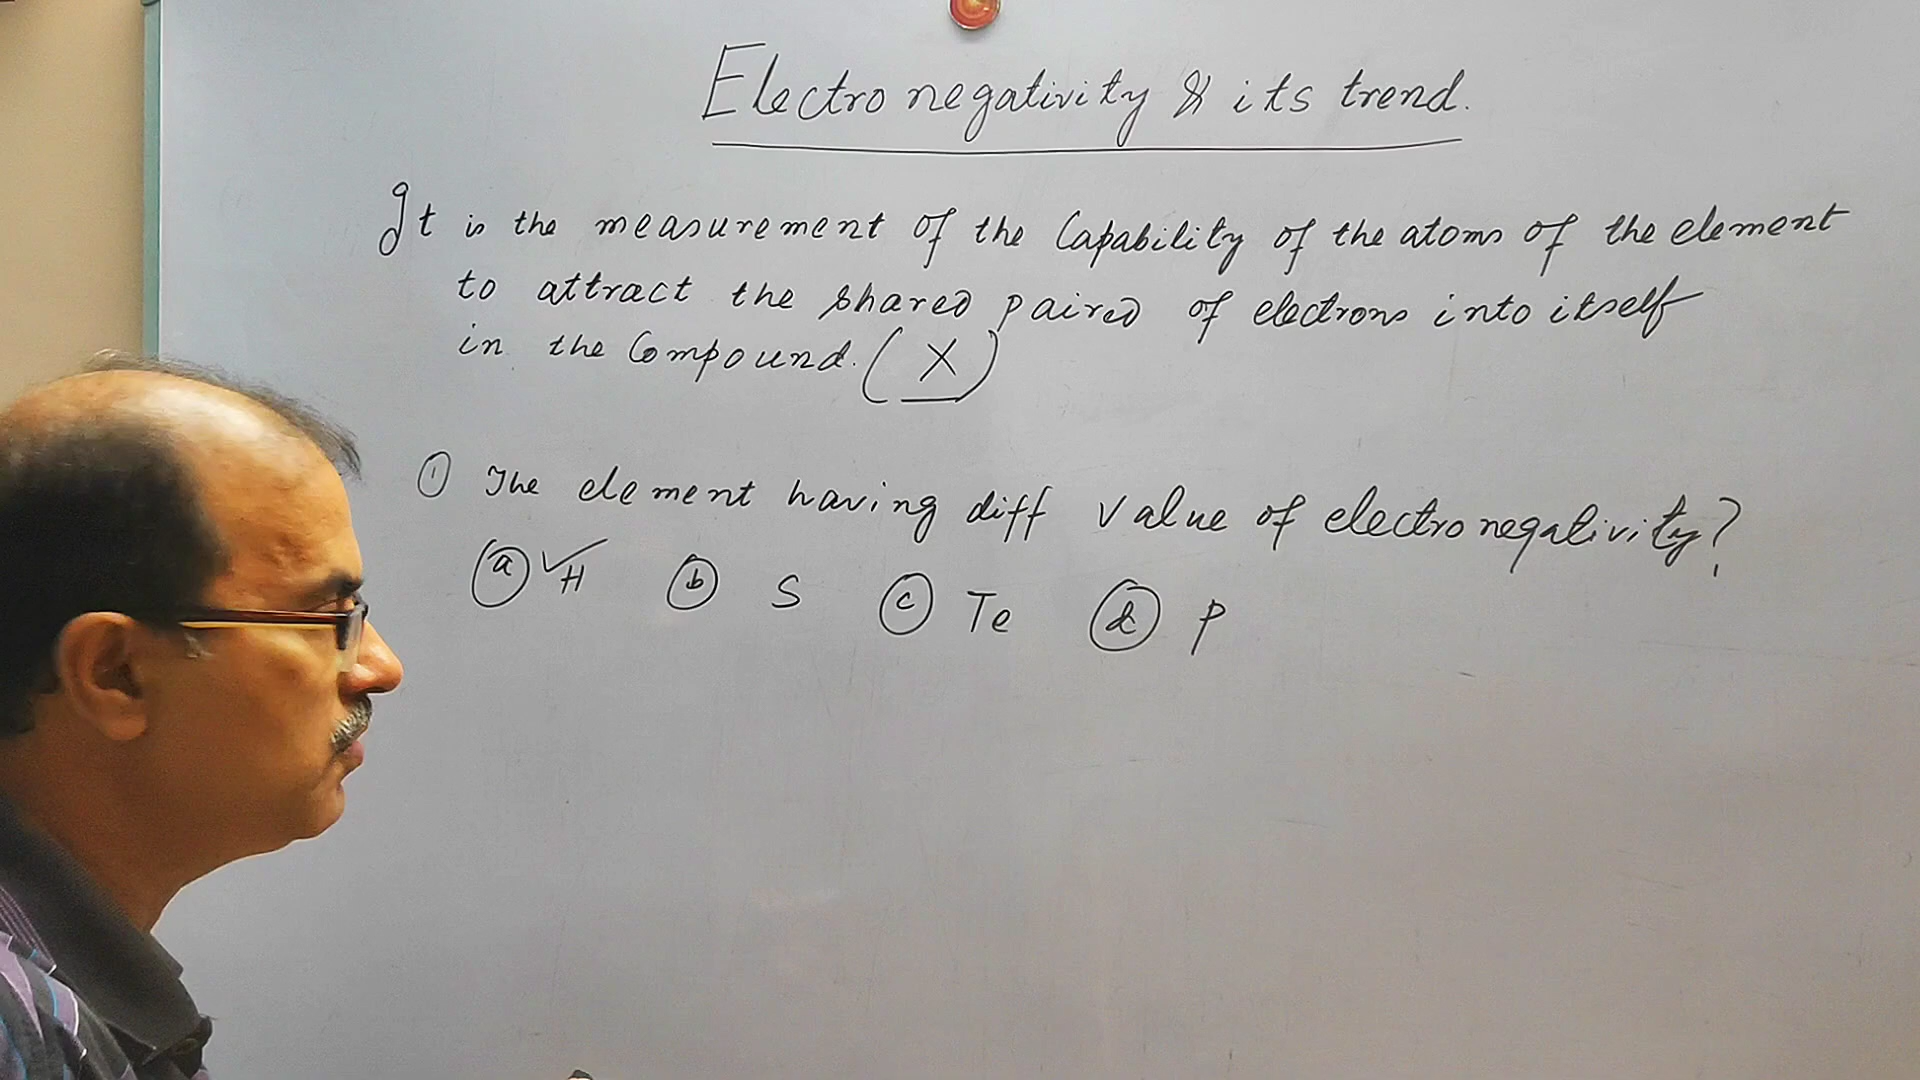 Electronegativity & its trend.
It is the measurement of the Capability of the atoms of the element
to attract the shared paired of electrons into itself
in the Compound. (X)
① The element having diff value of electronegativity?
ⓐ ✓H ⓑ S ⓒ Te ⓓ P